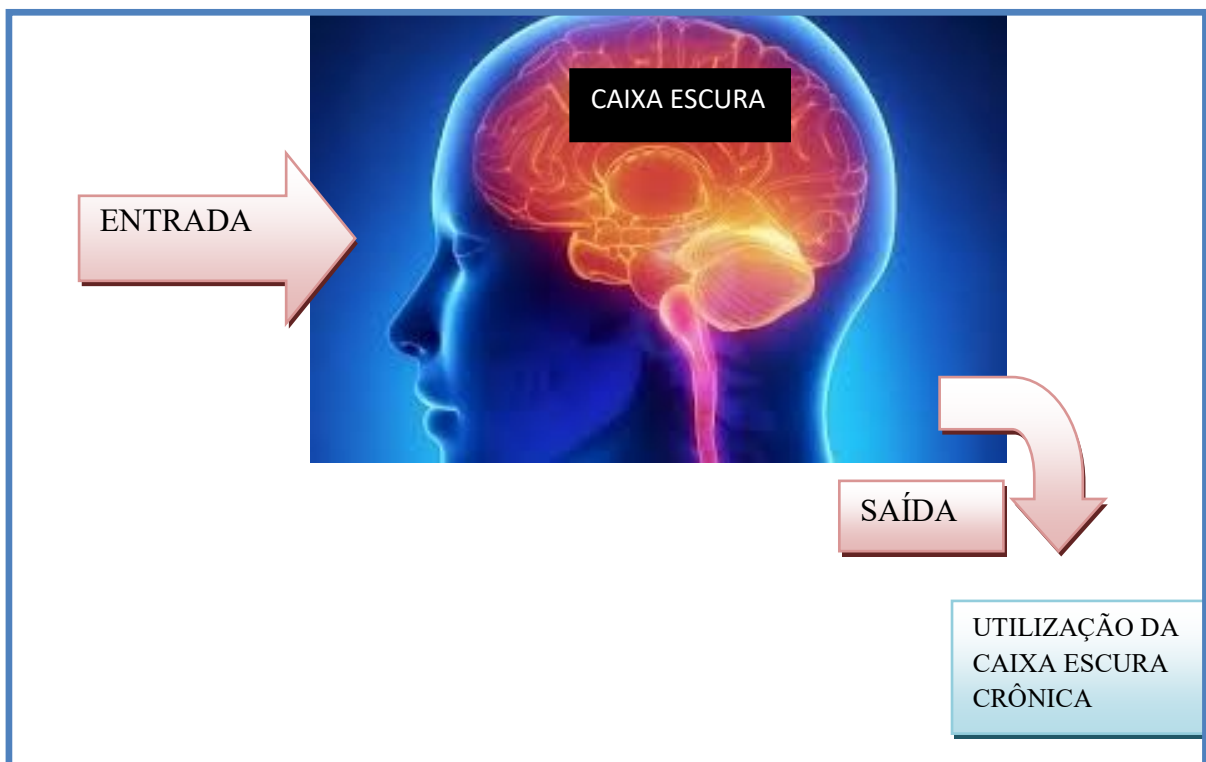 CAIXA ESCURA
ENTRADA
SAÍDA
UTILIZAÇÃO DA
CAIXA ESCURA
CRÔNICA